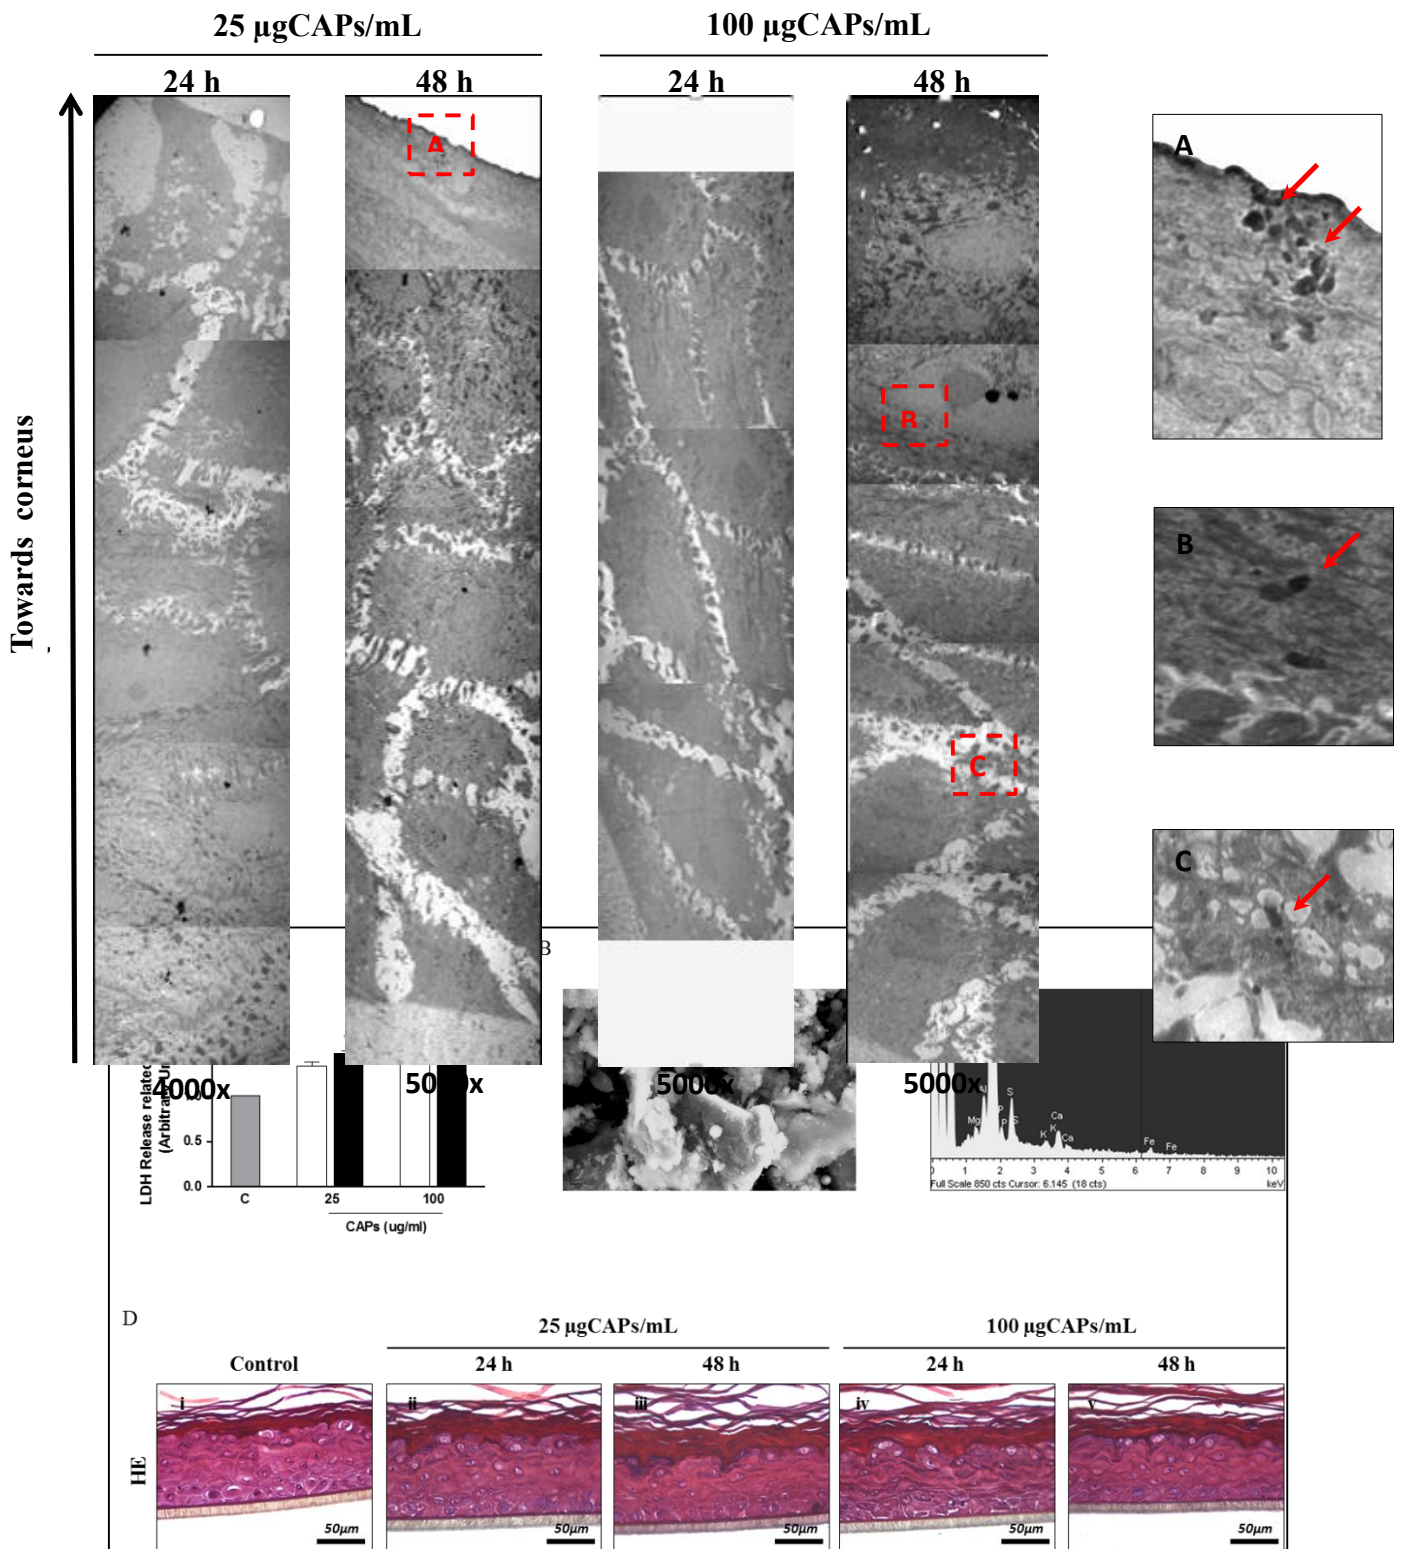 25 µgCAPs/mL
100 µgCAPs/mL
24 h
48 h
24 h
48 h
Towards corneus
A
B
C
A
B
C
4000x
5000x
5000x
5000x
B
LDH Release related
0.5
0.0
C
25
100
CAPs (ug/ml)
Mg
Al
P
P
S
S
K
K
Ca
Ca
Fe
Fe
0 1 2 3 4 5 6 7 8 9 10
Full Scale 850 cts Cursor: 6.145 (18 cts)
keV
D
25 µgCAPs/mL
100 µgCAPs/mL
Control
24 h
48 h
24 h
48 h
i
ii
iii
iv
v
HE
50µm
50µm
50µm
50µm
50µm